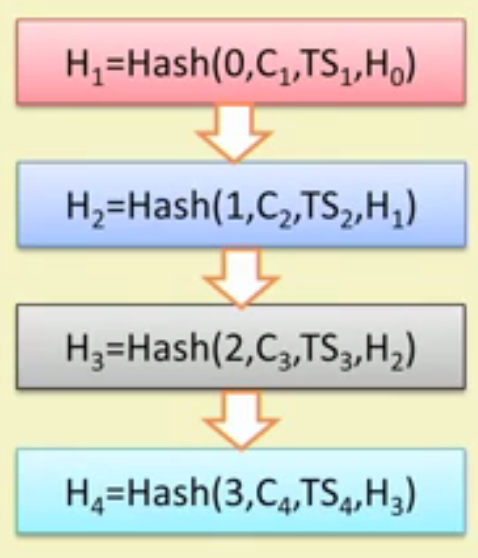 H₁=Hash(0,C₁,TS₁,H₀)
H₂=Hash(1,C₂,TS₂,H₁)
H₃=Hash(2,C₃,TS₃,H₂)
H₄=Hash(3,C₄,TS₄,H₃)